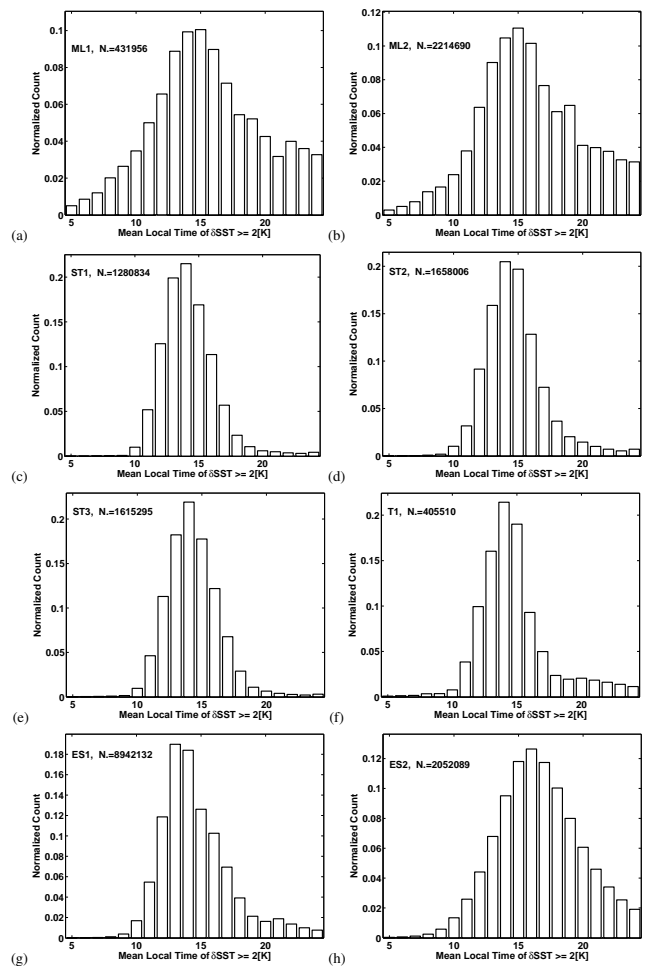 0.1
0.08
0.06
0.04
0.02
0
Normalized Count
ML1, N.=431956
5 10 15 20
Mean Local Time of δSST >= 2[K]
(a)
0.12
0.1
0.08
0.06
0.04
0.02
0
Normalized Count
ML2, N.=2214690
5 10 15 20
Mean Local Time of δSST >= 2[K]
(b)
0.2
0.15
0.1
0.05
0
Normalized Count
ST1, N.=1280834
5 10 15 20
Mean Local Time of δSST >= 2[K]
(c)
0.2
0.15
0.1
0.05
0
Normalized Count
ST2, N.=1658006
5 10 15 20
Mean Local Time of δSST >= 2[K]
(d)
0.2
0.15
0.1
0.05
0
Normalized Count
ST3, N.=1615295
5 10 15 20
Mean Local Time of δSST >= 2[K]
(e)
0.2
0.15
0.1
0.05
0
Normalized Count
T1, N.=405510
5 10 15 20
Mean Local Time of δSST >= 2[K]
(f)
0.18
0.16
0.14
0.12
0.1
0.08
0.06
0.04
0.02
0
Normalized Count
ES1, N.=8942132
5 10 15 20
Mean Local Time of δSST >= 2[K]
(g)
0.12
0.1
0.08
0.06
0.04
0.02
0
Normalized Count
ES2, N.=2052089
5 10 15 20
Mean Local Time of δSST >= 2[K]
(h)